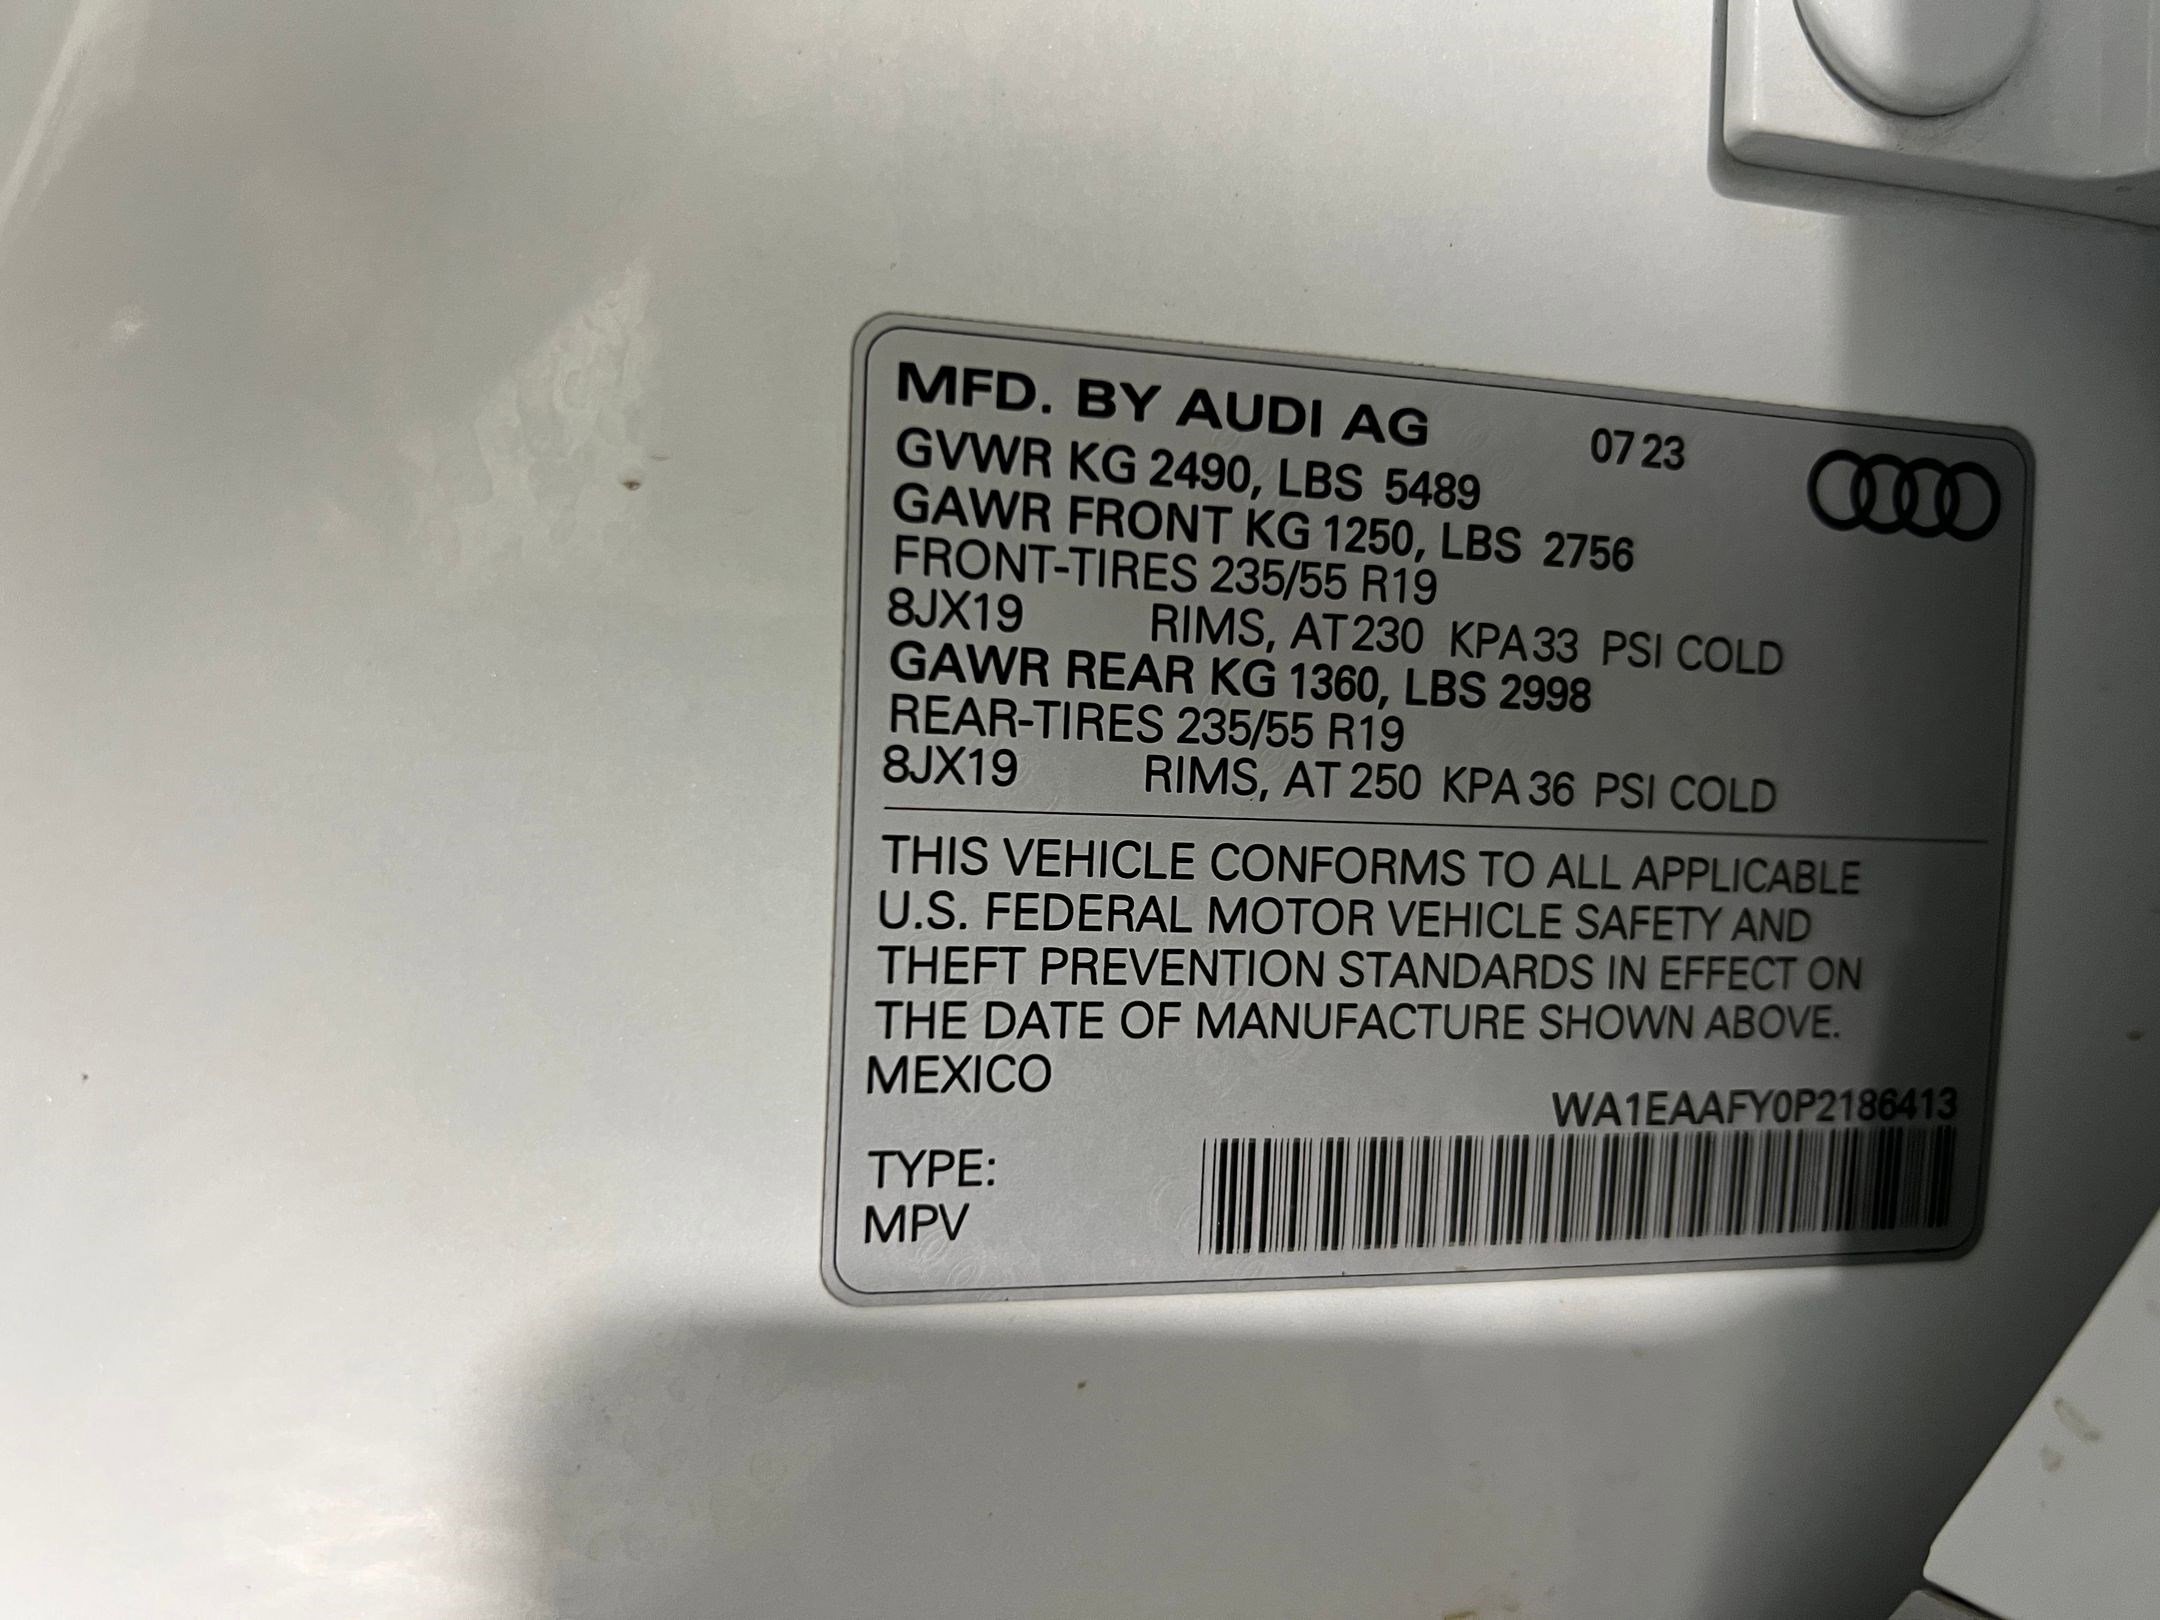 MFD. BY AUDI AG 07 23
GVWR KG 2490, LBS 5489
GAWR FRONT KG 1250, LBS 2756
FRONT-TIRES 235/55 R19
8JX19 RIMS, AT 230 KPA 33 PSI COLD
GAWR REAR KG 1360, LBS 2998
REAR-TIRES 235/55 R19
8JX19 RIMS, AT 250 KPA 36 PSI COLD
THIS VEHICLE CONFORMS TO ALL APPLICABLE
U.S. FEDERAL MOTOR VEHICLE SAFETY AND
THEFT PREVENTION STANDARDS IN EFFECT ON
THE DATE OF MANUFACTURE SHOWN ABOVE.
MEXICO
WA1EAAFY0P2186413
TYPE:
MPV